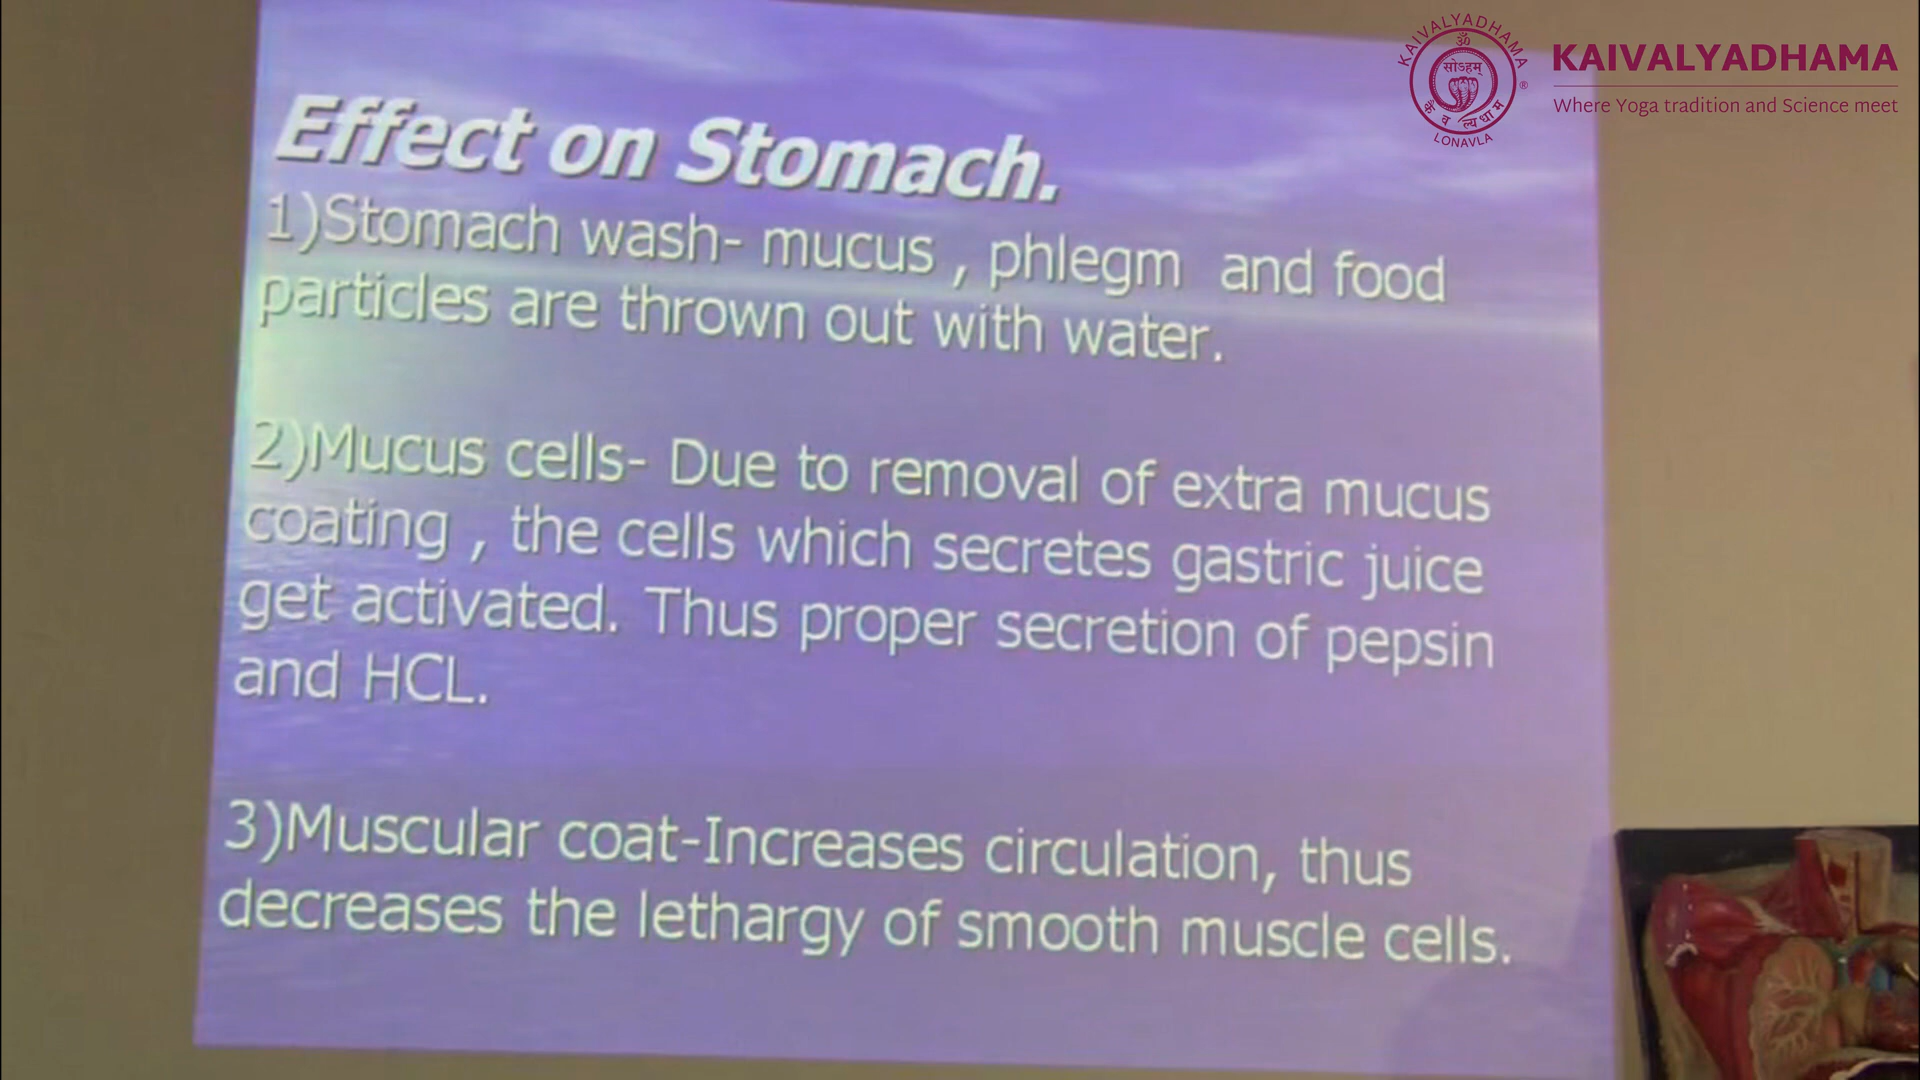 KAIVALYADHAMA
ॐ
सोऽहम्
कैवल्यधाम
LONAVLA
®
KAIVALYADHAMA
Where Yoga tradition and Science meet
Effect on Stomach.
1)Stomach wash- mucus , phlegm and food
particles are thrown out with water.
2)Mucus cells- Due to removal of extra mucus
coating , the cells which secretes gastric juice
get activated. Thus proper secretion of pepsin
and HCL.
3)Muscular coat-Increases circulation, thus
decreases the lethargy of smooth muscle cells.